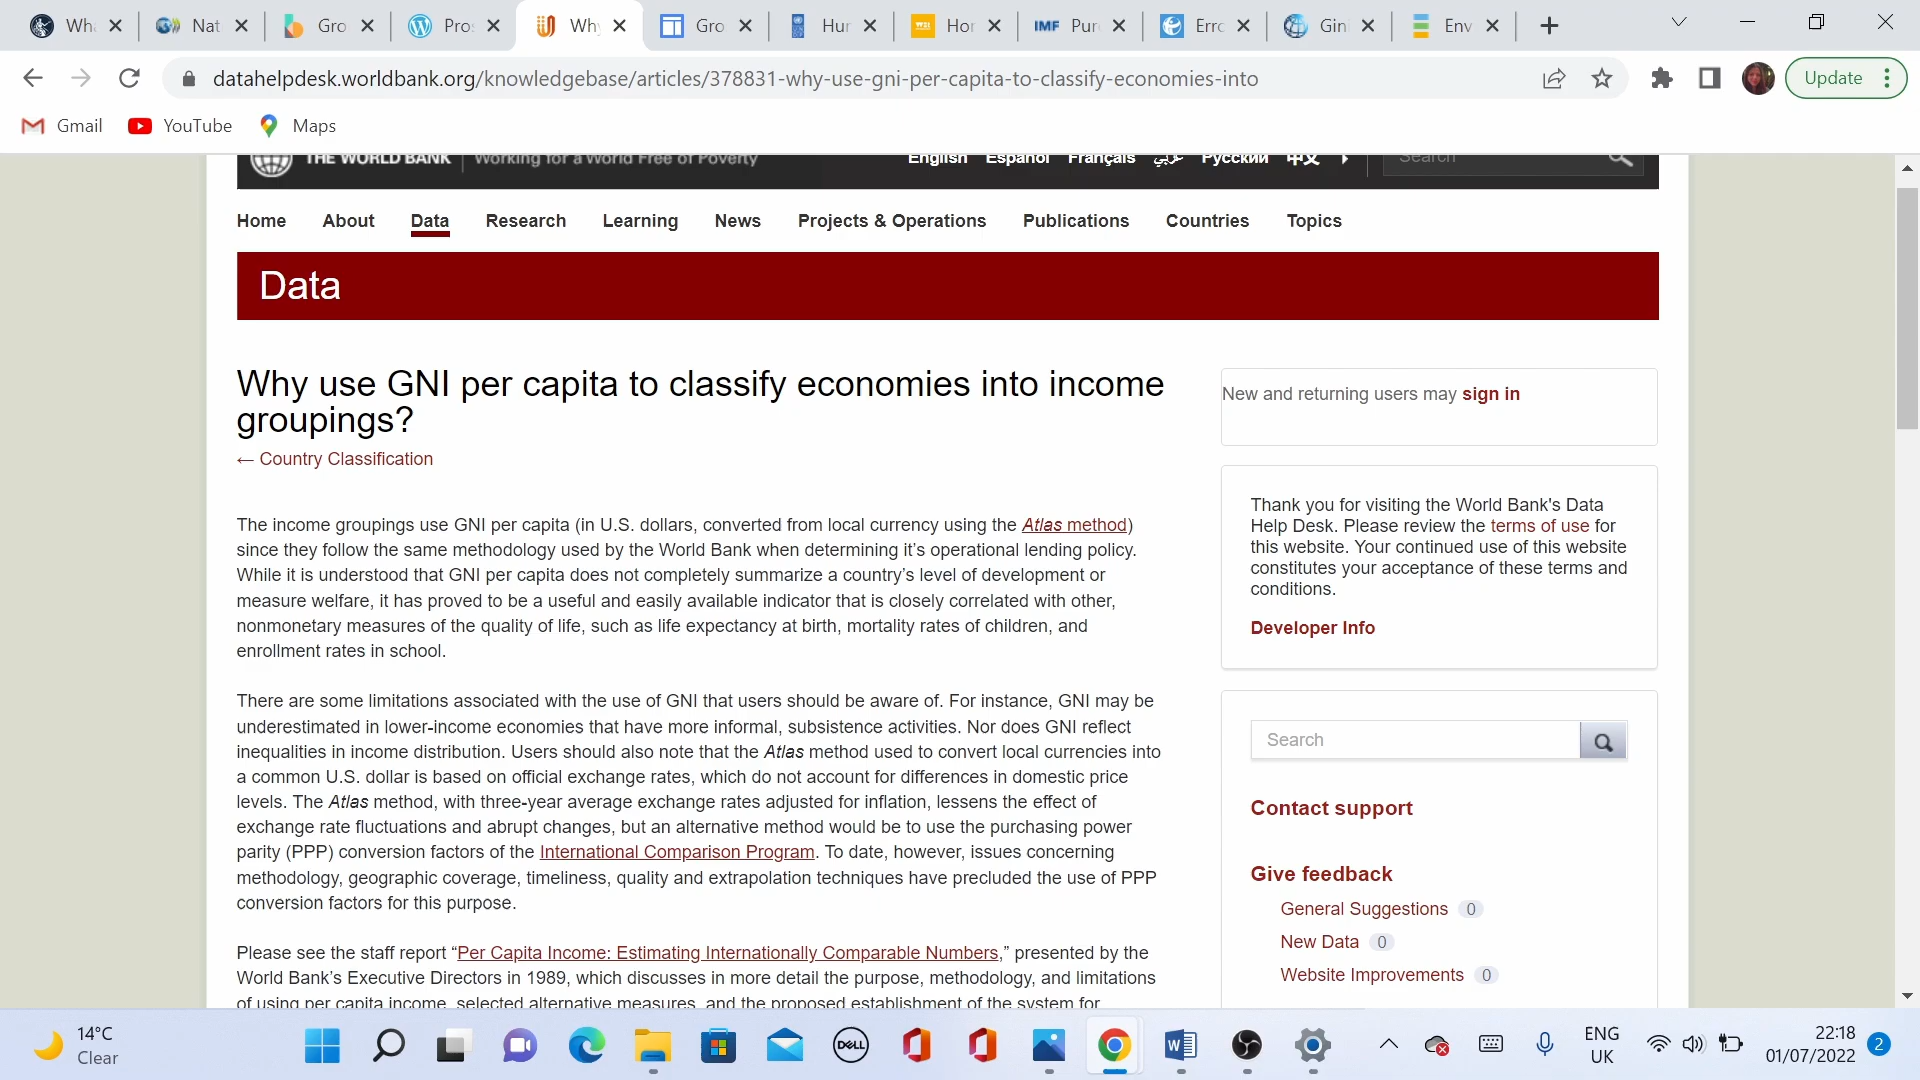 Wh
Nat
Gro
Pro
Why
Gro
Hur
Hor
IMF Pur
Erro
Gin
Env
datahelpdesk.worldbank.org/knowledgebase/articles/378831-why-use-gni-per-capita-to-classify-economies-into
Update
Gmail
YouTube
Maps
THE WORLD BANK | Working for a World Free of Poverty
English Español Français عربي Русский 中文
Search
Home About Data Research Learning News Projects & Operations Publications Countries Topics
Data
Why use GNI per capita to classify economies into income
groupings?
← Country Classification
The income groupings use GNI per capita (in U.S. dollars, converted from local currency using the Atlas method)
since they follow the same methodology used by the World Bank when determining it's operational lending policy.
While it is understood that GNI per capita does not completely summarize a country's level of development or
measure welfare, it has proved to be a useful and easily available indicator that is closely correlated with other,
nonmonetary measures of the quality of life, such as life expectancy at birth, mortality rates of children, and
enrollment rates in school.
There are some limitations associated with the use of GNI that users should be aware of. For instance, GNI may be
underestimated in lower-income economies that have more informal, subsistence activities. Nor does GNI reflect
inequalities in income distribution. Users should also note that the Atlas method used to convert local currencies into
a common U.S. dollar is based on official exchange rates, which do not account for differences in domestic price
levels. The Atlas method, with three-year average exchange rates adjusted for inflation, lessens the effect of
exchange rate fluctuations and abrupt changes, but an alternative method would be to use the purchasing power
parity (PPP) conversion factors of the International Comparison Program. To date, however, issues concerning
methodology, geographic coverage, timeliness, quality and extrapolation techniques have precluded the use of PPP
conversion factors for this purpose.
Please see the staff report “Per Capita Income: Estimating Internationally Comparable Numbers,” presented by the
World Bank's Executive Directors in 1989, which discusses in more detail the purpose, methodology, and limitations
of using per capita income, selected alternative measures, and the proposed establishment of the system for
New and returning users may sign in
Thank you for visiting the World Bank's Data
Help Desk. Please review the terms of use for
this website. Your continued use of this website
constitutes your acceptance of these terms and
conditions.
Developer Info
Search
Contact support
Give feedback
General Suggestions 0
New Data 0
Website Improvements 0
14°C
Clear
DELL
ENG
UK
22:18
01/07/2022
2